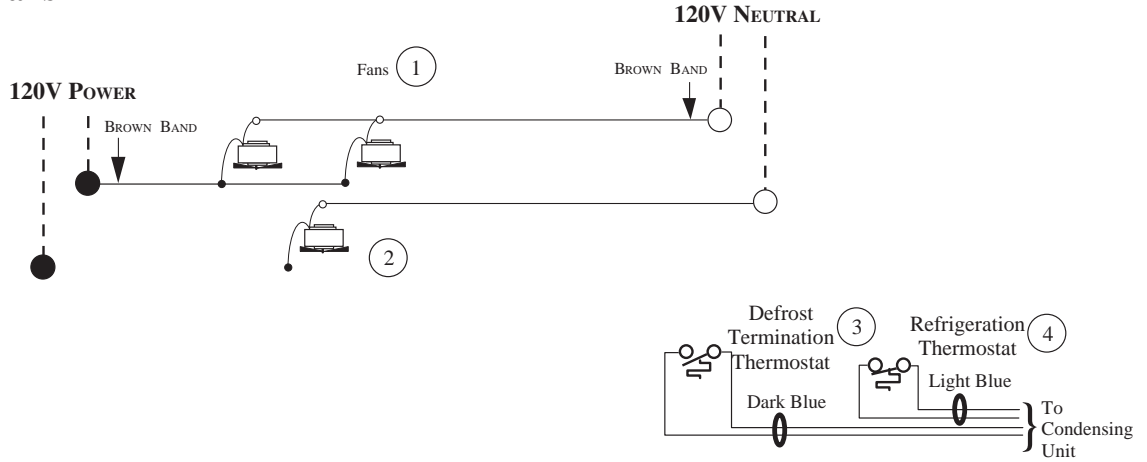 120V NEUTRAL
Fans 1
BROWN BAND
120V POWER
BROWN BAND
2
Defrost
Termination
Thermostat
3
Refrigeration
Thermostat
4
Light Blue
Dark Blue
To
Condensing
Unit